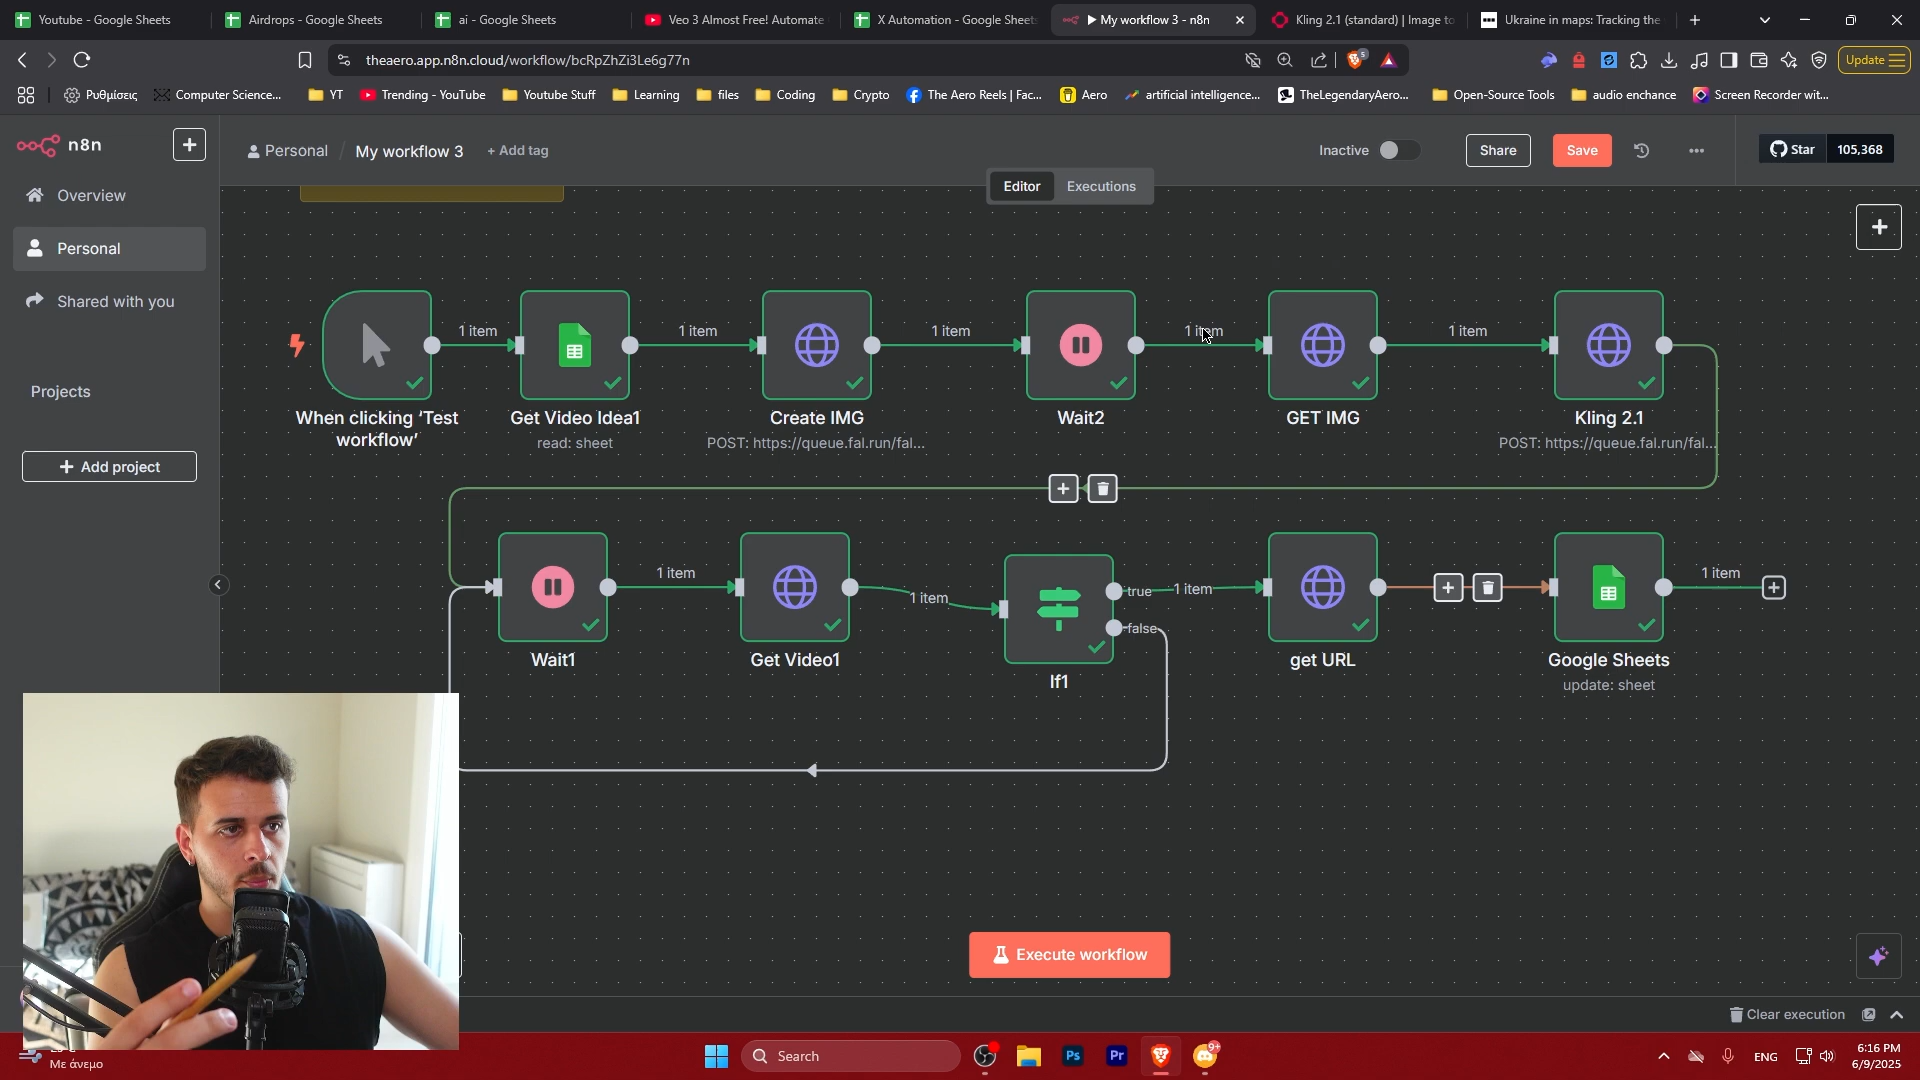 Youtube - Google Sheets
Airdrops - Google Sheets
ai - Google Sheets
Veo 3 Almost Free! Automate
X Automation - Google Sheets
My workflow 3 - n8n
Kling 2.1 (standard) | Image to
Ukraine in maps: Tracking the
theaero.app.n8n.cloud/workflow/bcRpZhZi3Le6g77n
5
Update
Ρυθμίσεις
Computer Science...
YT
Trending - YouTube
Youtube Stuff
Learning
files
Coding
Crypto
The Aero Reels | Fac...
Aero
artificial intelligence...
TheLegendaryAero...
Open-Source Tools
audio enchance
Screen Recorder wit...
n8n
Personal / My workflow 3 + Add tag
Inactive
Share
Save
Star 105,368
Editor
Executions
Overview
Personal
Shared with you
Projects
Add project
1 item
1 item
1 item
1 item
1 item
When clicking ‘Test
workflow’
Get Video Idea1
read: sheet
Create IMG
POST: https://queue.fal.run/fal...
Wait2
GET IMG
Kling 2.1
POST: https://queue.fal.run/fal...
1 item
1 item
true
1 item
false
1 item
Wait1
Get Video1
If1
get URL
Google Sheets
update: sheet
Execute workflow
Clear execution
Με άνεμο
Search
Ps
Pr
9+
ENG
6:16 PM
6/9/2025